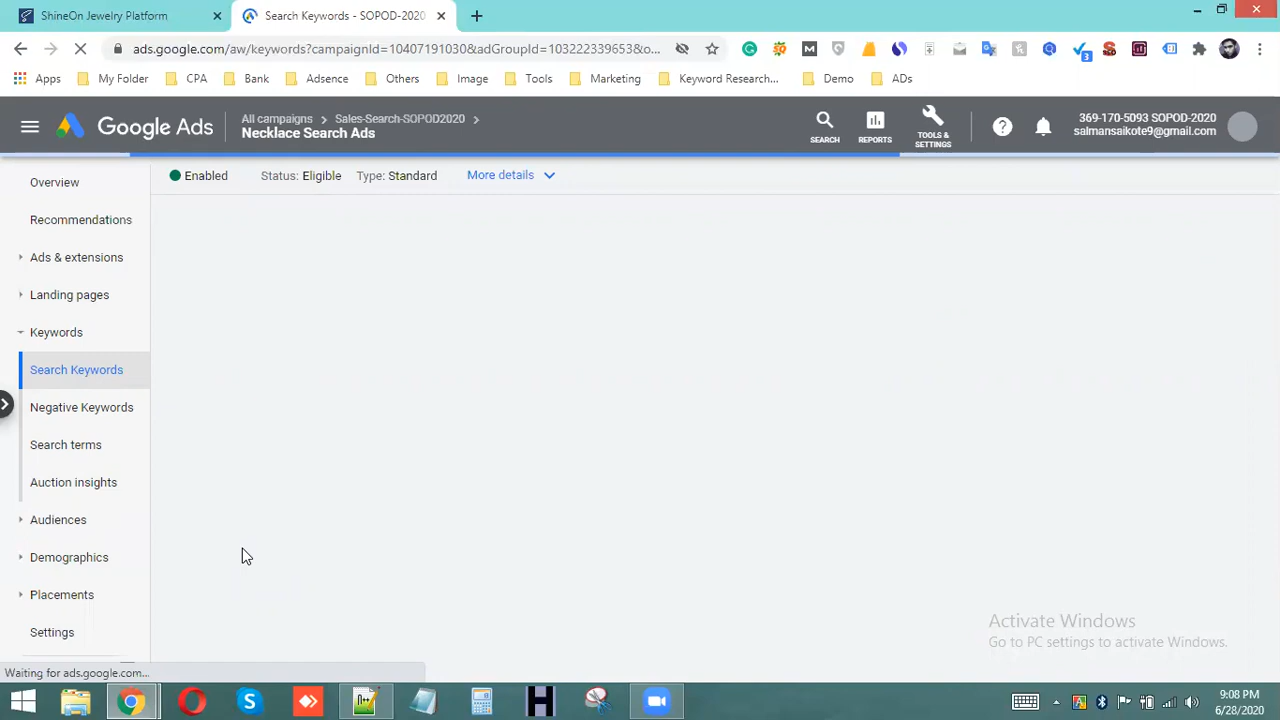 ShineOn Jewelry Platform
Search Keywords - SOPOD-2020
ads.google.com/aw/keywords?campaignId=10407195030&adGroupId=103222339653&o...
3
Apps
My Folder
CPA
Bank
Adsence
Others
Image
Tools
Marketing
Keyword Research...
Demo
ADs
Google Ads
All campaigns
Sales-Search-SOPOD2020
Necklace Search Ads
SEARCH
REPORTS
TOOLS & SETTINGS
369-170-5093 SOPOD-2020
salmansaikote9@gmail.com
Enabled
Status: Eligible
Type: Standard
More details
Overview
Recommendations
Ads & extensions
Landing pages
Keywords
Search Keywords
Negative Keywords
Search terms
Auction insights
Audiences
Demographics
Placements
Settings
Activate Windows
Go to PC settings to activate Windows.
Waiting for ads.google.com...
9:08 PM
6/28/2020